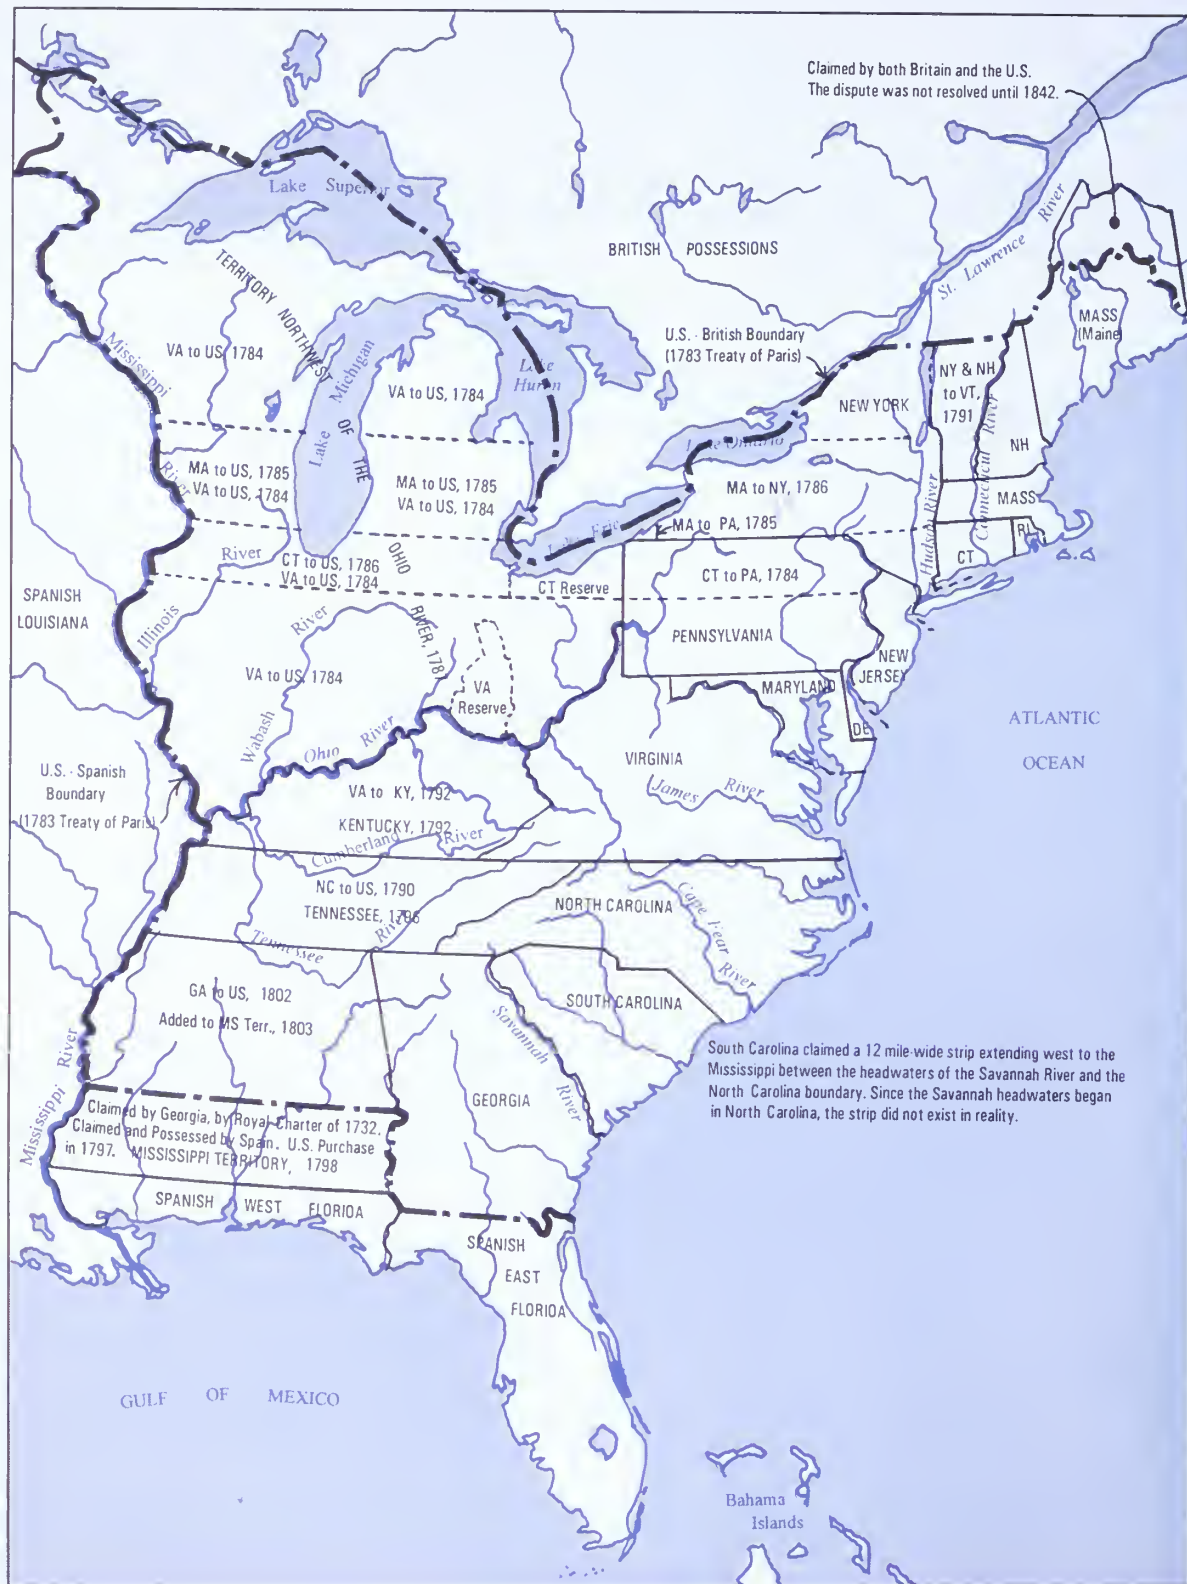 Claimed by both Britain and the U.S.
The dispute was not resolved until 1842.
Lake Superior
BRITISH POSSESSIONS
St. Lawrence River
TERRITORY NORTHWEST OF THE OHIO RIVER, 1787
U.S. - British Boundary
(1783 Treaty of Paris)
MASS
(Maine)
Mississippi River
VA to US, 1784
Lake Michigan
VA to US, 1784
Lake
Huron
NY & NH
to VT,
1791
NEW YORK
Lake Ontario
NH
MA to US, 1785
VA to US, 1784
MA to US, 1785
VA to US, 1784
MA to NY, 1786
MASS
Hudson River
Connecticut River
Lake Erie
MA to PA, 1785
RI
CT
Illinois River
CT to US, 1786
VA to US, 1784
CT Reserve
CT to PA, 1784
SPANISH
LOUISIANA
PENNSYLVANIA
NEW
JERSEY
VA to US, 1784
Wabash River
VA
Reserve
MARYLAND
DE
ATLANTIC
OCEAN
Ohio River
VIRGINIA
U.S. - Spanish
Boundary
(1783 Treaty of Paris)
James River
VA to KY, 1792
KENTUCKY, 1792
Cumberland River
NC to US, 1790
TENNESSEE, 1796
Tennessee River
NORTH CAROLINA
Cape Fear River
GA to US, 1802
Added to MS Terr., 1803
SOUTH CAROLINA
Savannah River
South Carolina claimed a 12 mile-wide strip extending west to the
Mississippi between the headwaters of the Savannah River and the
North Carolina boundary. Since the Savannah headwaters began
in North Carolina, the strip did not exist in reality.
Mississippi River
GEORGIA
Claimed by Georgia, by Royal Charter of 1732.
Claimed and Possessed by Spain. U.S. Purchase
in 1797. MISSISSIPPI TERRITORY, 1798
SPANISH WEST FLORIDA
SPANISH
EAST
FLORIDA
GULF OF MEXICO
Bahama
Islands